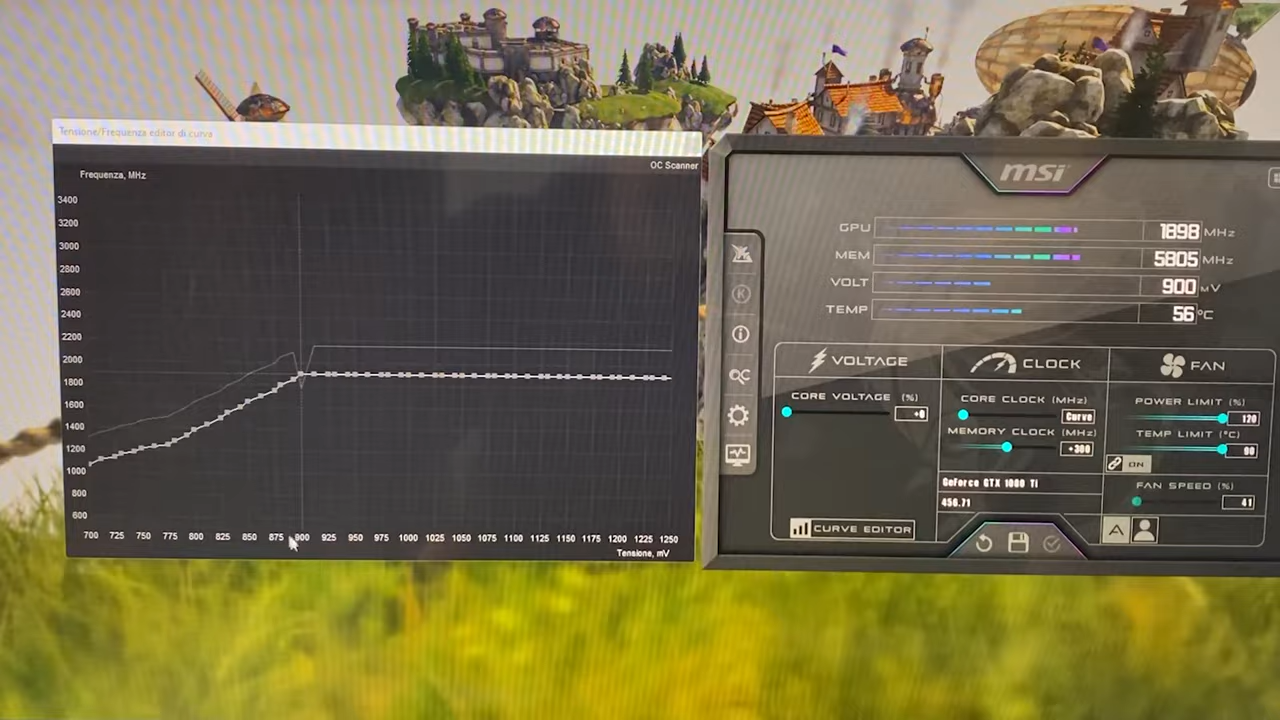 Tensione/Frequenza editor di curva
OC Scanner
Frequenza, MHz
3400
3200
3000
2800
2600
2400
2200
2000
1800
1600
1400
1200
1000
800
600
700 725 750 775 800 825 850 875 900 925 950 975 1000 1025 1050 1075 1100 1125 1150 1175 1200 1225 1250
Tensione, mV
msi
GPU 1898 MHz
MEM 5805 MHz
VOLT 900 mV
TEMP 56 °C
K
OC
VOLTAGE
CORE VOLTAGE (%)
+0
CURVE EDITOR
CLOCK
CORE CLOCK (MHz)
Curve
MEMORY CLOCK (MHz)
+300
GeForce GTX 1080 Ti
456.71
FAN
POWER LIMIT (%)
120
TEMP LIMIT (°C)
90
ON
FAN SPEED (%)
41
A